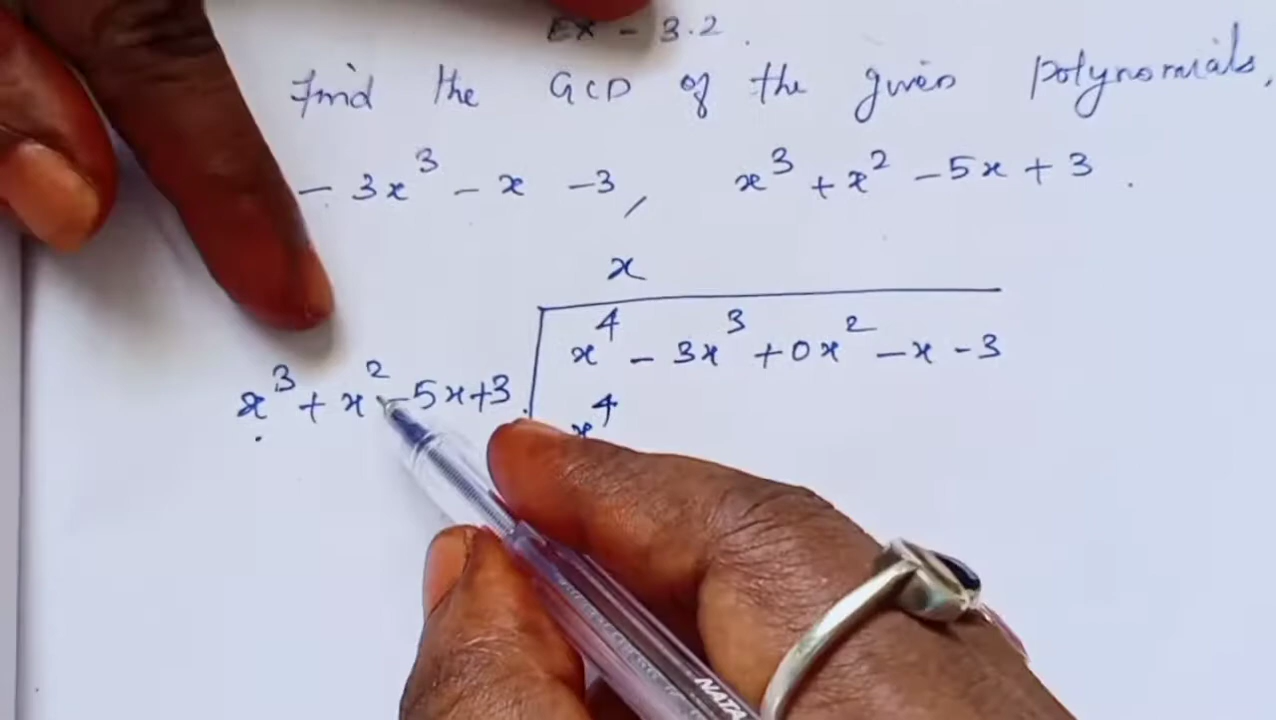 EX - 3.2.
Find the GCD of the given polynomials,
- 3x³ - x - 3, x³ + x² - 5x + 3.
x
x⁴ - 3x³ + 0x² - x - 3
x³ + x² - 5x + 3.
x⁴
NATA